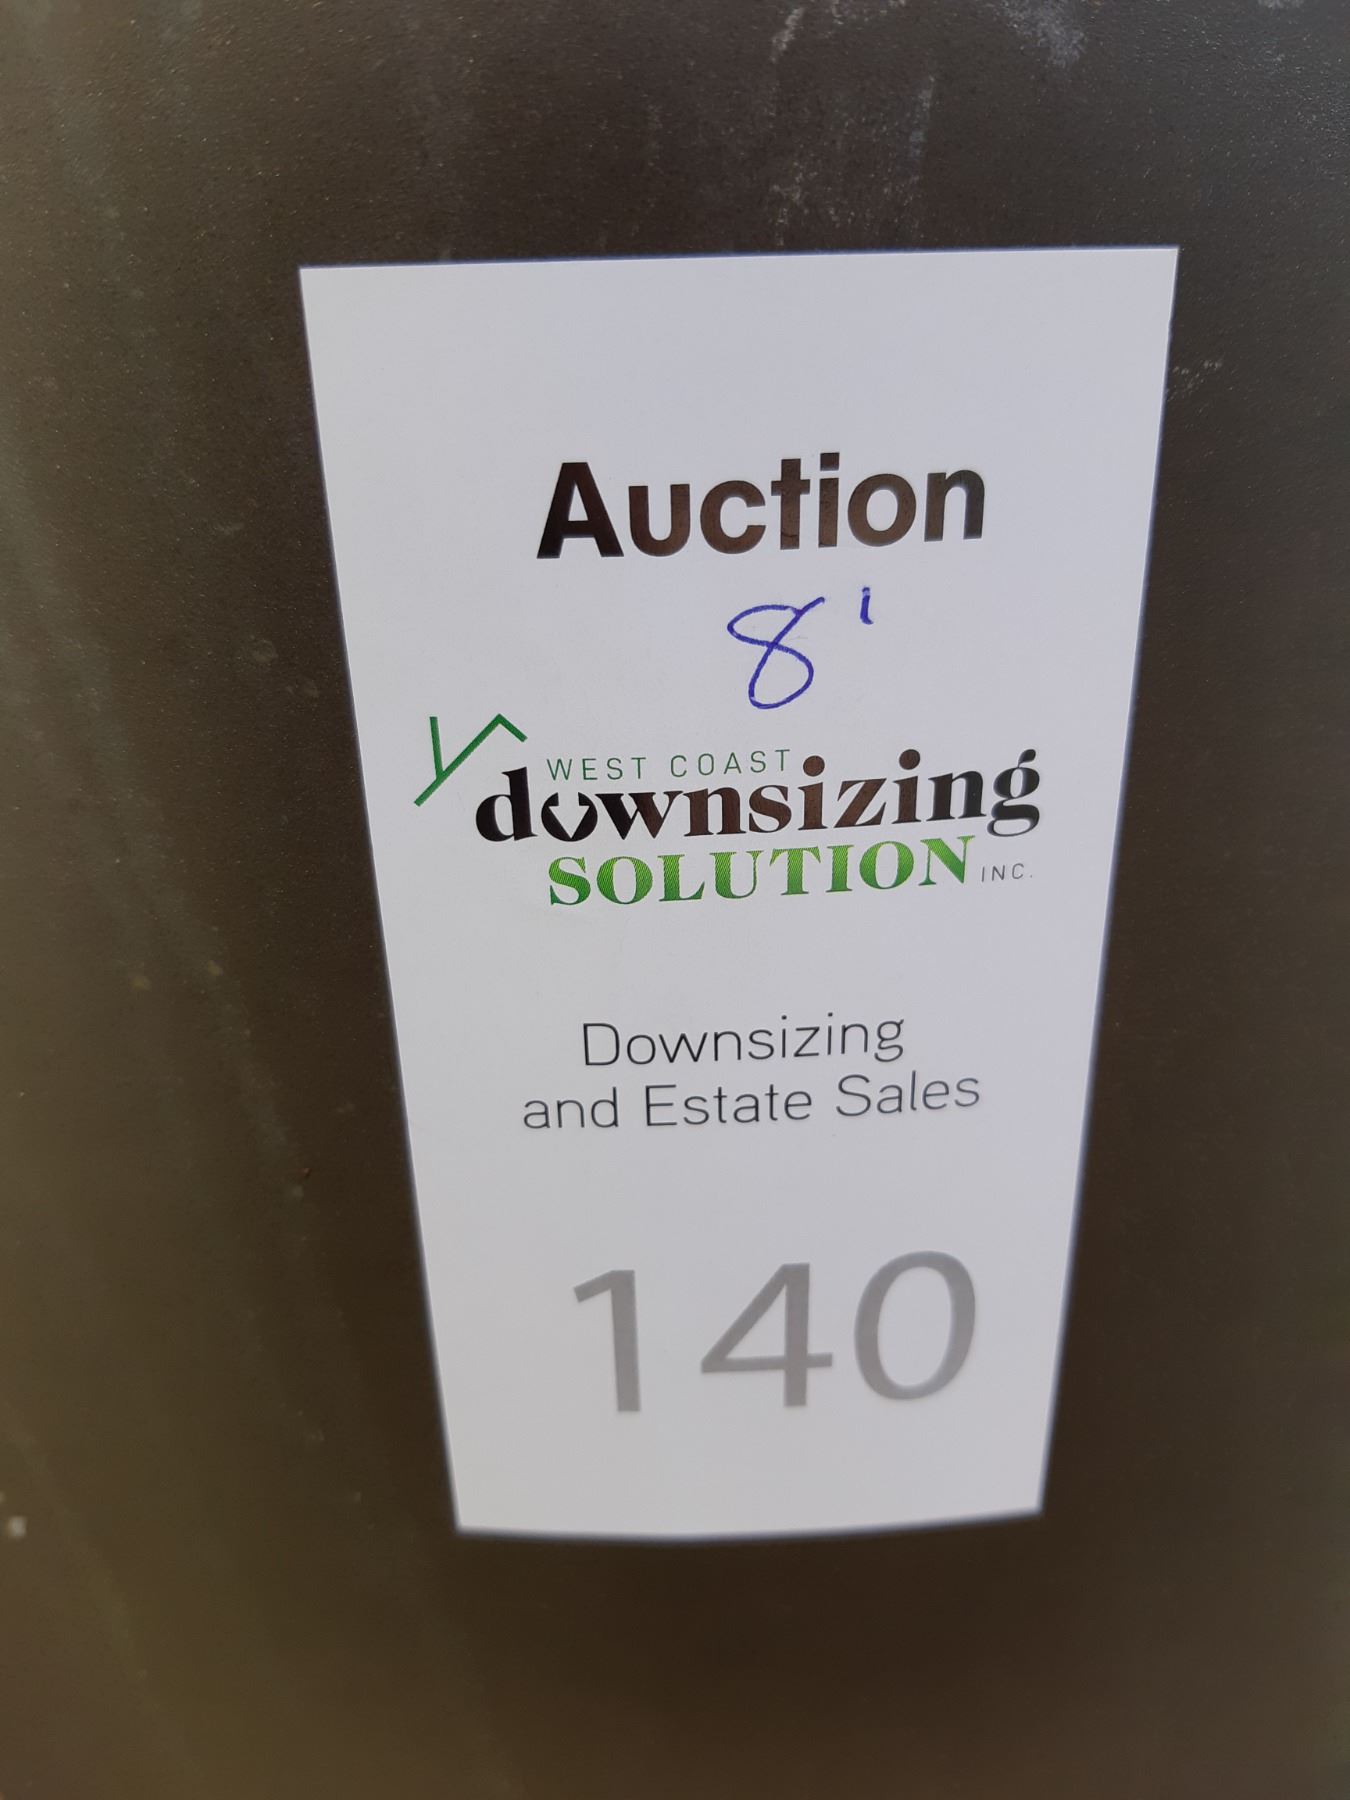 Auction
8'
WEST COAST
downsizing
SOLUTION INC.
Downsizing
and Estate Sales
140